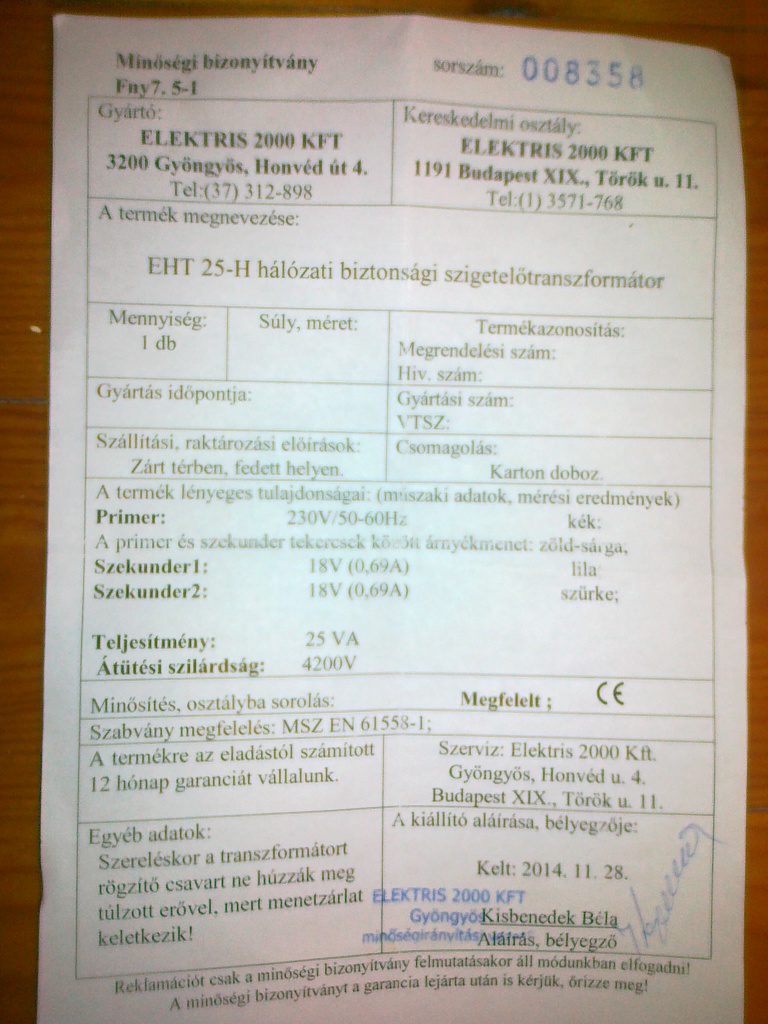 Minőségi bizonyítvány
sorszám: 008358
Fny7. 5-1
Gyártó:
ELEKTRIS 2000 KFT
3200 Gyöngyös, Honvéd út 4.
Tel:(37) 312-898
Kereskedelmi osztály:
ELEKTRIS 2000 KFT
1191 Budapest XIX., Török u. 11.
Tel:(1) 3571-768
A termék megnevezése:
EHT 25-H hálózati biztonsági szigetelőtranszformátor
Mennyiség:
1 db
Súly, méret:
Termékazonosítás:
Megrendelési szám:
Hiv. szám:
Gyártás időpontja:
Gyártási szám:
VTSZ:
Szállítási, raktározási előírások:
Zárt térben, fedett helyen.
Csomagolás:
Karton doboz.
A termék lényeges tulajdonságai: (műszaki adatok, mérési eredmények)
Primer: 230V/50-60Hz kék:
A primer és szekunder tekercsek között árnyékmenet: zöld-sárga,
Szekunder1: 18V (0,69A) lila
Szekunder2: 18V (0,69A) szürke;
Teljesítmény: 25 VA
Átütési szilárdság: 4200V
Minősítés, osztályba sorolás: Megfelelt ; CE
Szabvány megfelelés: MSZ EN 61558-1;
A termékre az eladástól számított
12 hónap garanciát vállalunk.
Szerviz: Elektris 2000 Kft.
Gyöngyös, Honvéd u. 4.
Budapest XIX., Török u. 11.
Egyéb adatok:
Szereléskor a transzformátort
rögzítő csavart ne húzzák meg
túlzott erővel, mert menetzárlat
keletkezik!
A kiállító aláírása, bélyegzője:
Kelt: 2014. 11. 28.
ELEKTRIS 2000 KFT
Gyöngyös
minőségirányítási
Kisbenedek Béla
Aláírás, bélyegző
Reklamációt csak a minőségi bizonyítvány felmutatásakor áll módunkban elfogadni!
A minőségi bizonyítványt a garancia lejárta után is kérjük, őrizze meg!